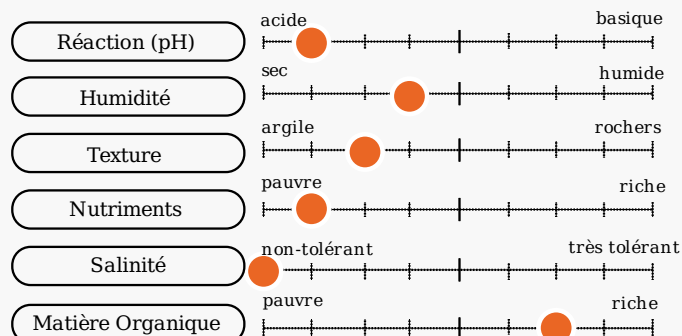 acide
basique
Réaction (pH)
sec
humide
Humidité
argile
rochers
Texture
pauvre
riche
Nutriments
non-tolérant
très tolérant
Salinité
pauvre
riche
Matière Organique